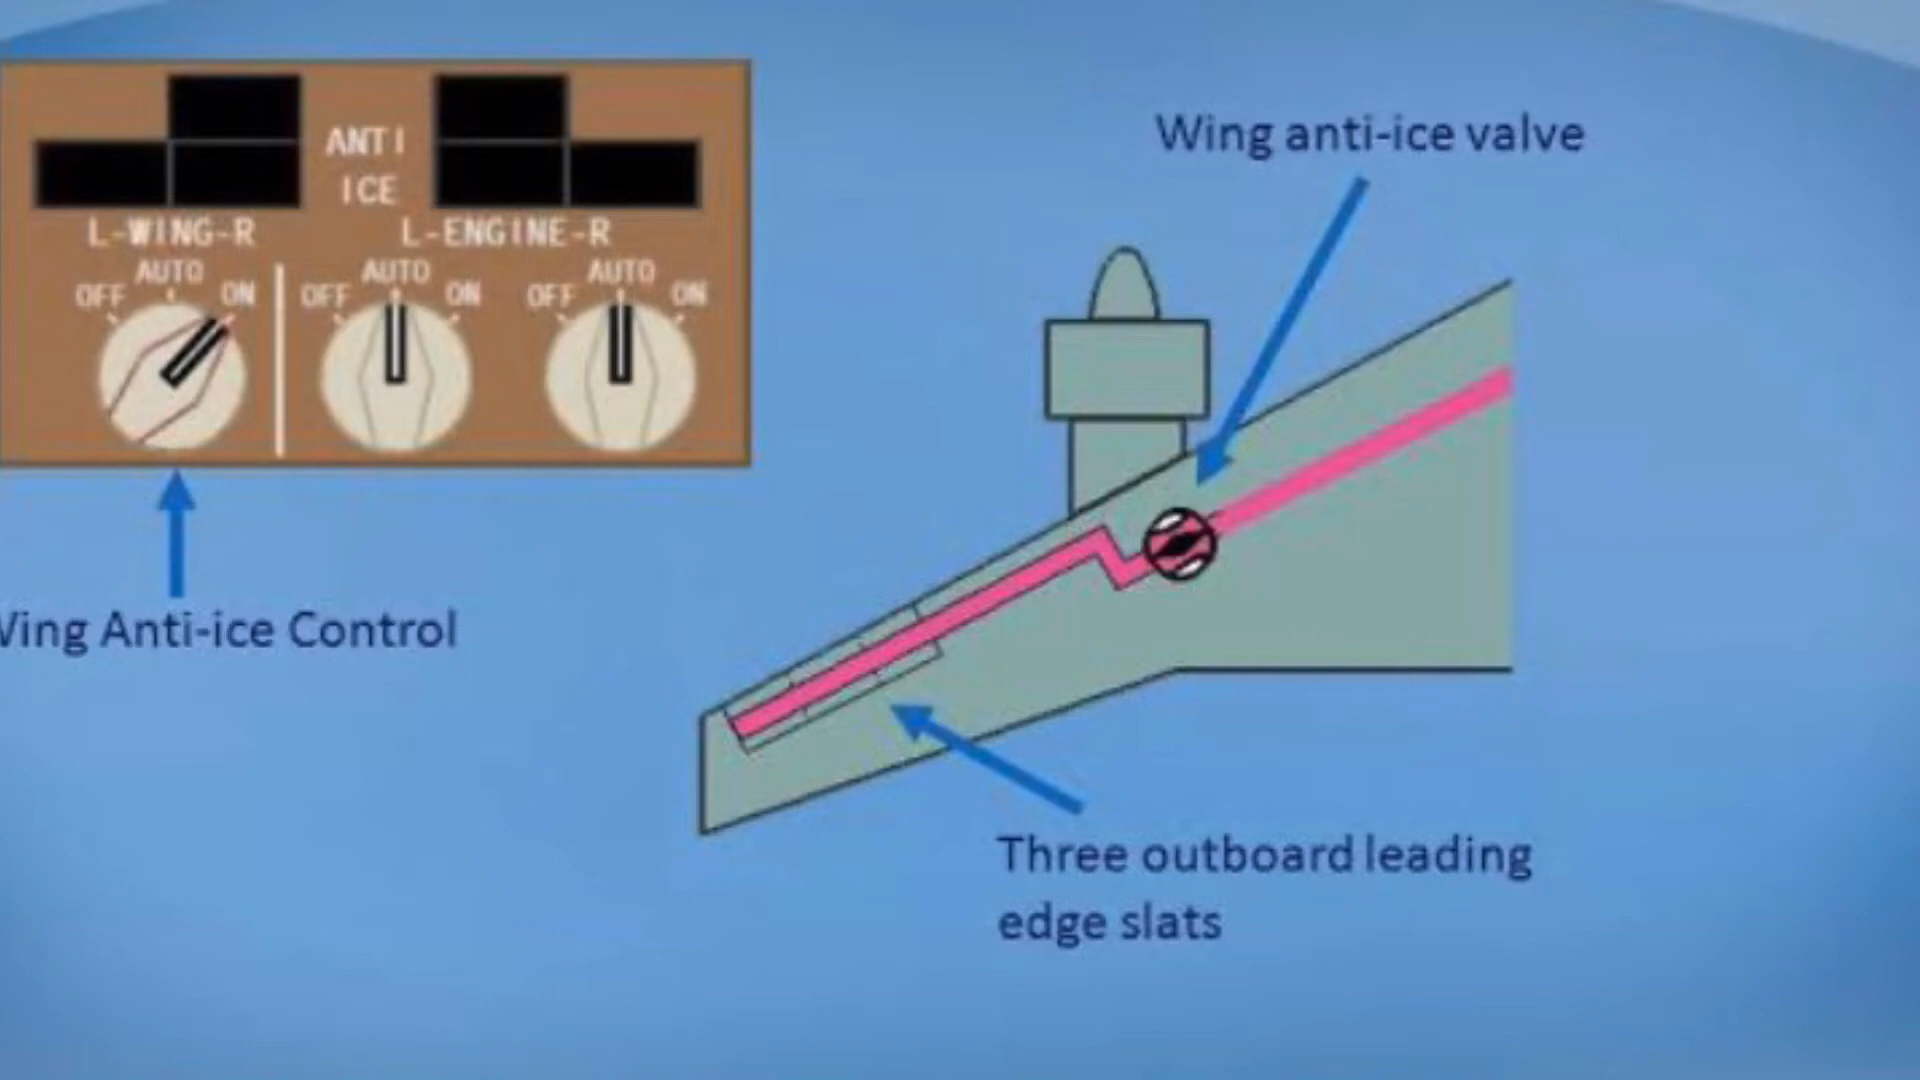 ANTI
ICE
L-WING-R
L-ENGINE-R
OFF AUTO ON
OFF AUTO ON
OFF AUTO ON
Wing anti-ice valve
Wing Anti-ice Control
Three outboard leading
edge slats